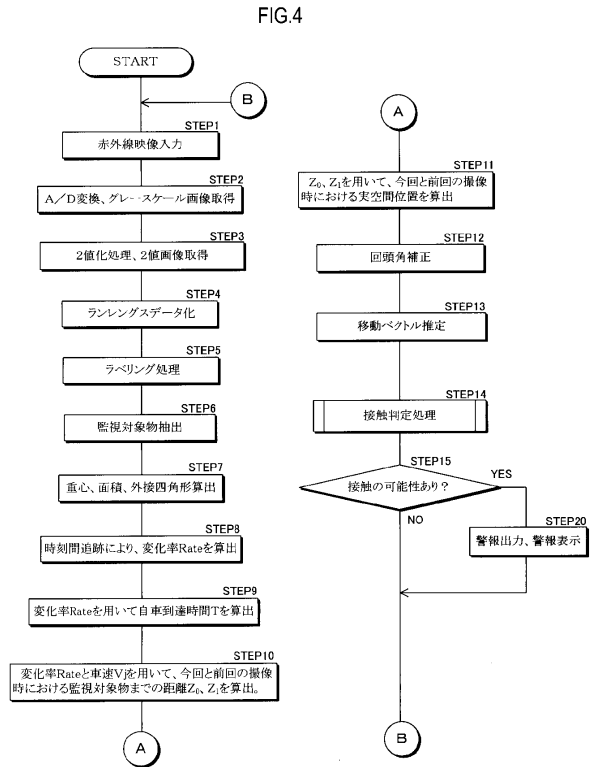 FIG.4
START
B
STEP1
赤外線映像入力
STEP2
A/D変換、グレースケール画像取得
STEP3
2値化処理、2値画像取得
STEP4
ランレングスデータ化
STEP5
ラベリング処理
STEP6
監視対象物抽出
STEP7
重心、面積、外接四角形算出
STEP8
時刻間追跡により、変化率Rateを算出
STEP9
変化率Rateを用いて自車到達時間Tを算出
STEP10
変化率Rateと車速Vjを用いて、今回と前回の撮像
時における監視対象物までの距離Z₀、Z₁を算出。
A
A
STEP11
Z₀、Z₁を用いて、今回と前回の撮像
時における実空間位置を算出
STEP12
回頭角補正
STEP13
移動ベクトル推定
STEP14
接触判定処理
STEP15
接触の可能性あり?
YES
NO
STEP20
警報出力、警報表示
B